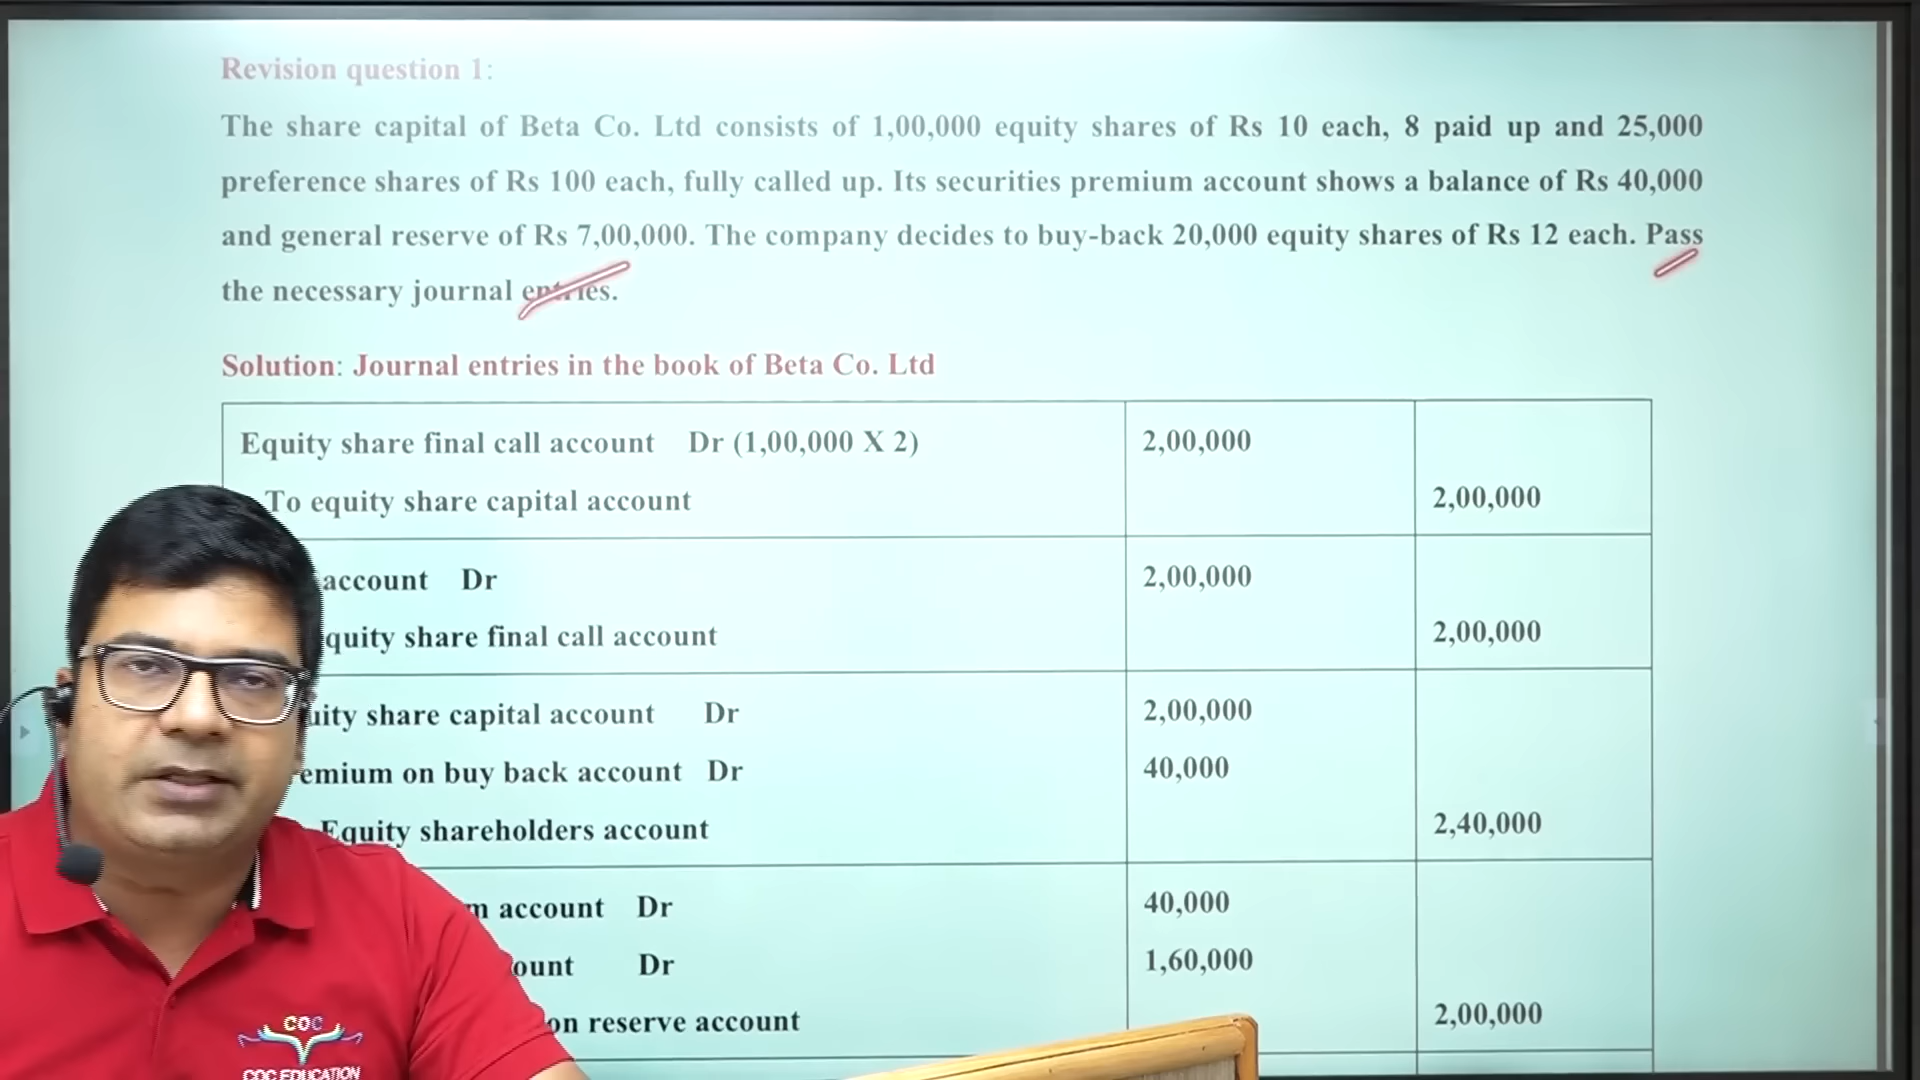 Revision question 1:
The share capital of Beta Co. Ltd consists of 1,00,000 equity shares of Rs 10 each, 8 paid up and 25,000
preference shares of Rs 100 each, fully called up. Its securities premium account shows a balance of Rs 40,000
and general reserve of Rs 7,00,000. The company decides to buy-back 20,000 equity shares of Rs 12 each. Pass
the necessary journal entries.
Solution: Journal entries in the book of Beta Co. Ltd
Equity share final call account Dr (1,00,000 X 2) 2,00,000
To equity share capital account 2,00,000
account Dr 2,00,000
share final call account 2,00,000
share capital account Dr 2,00,000
on buy back account Dr 40,000
Equity shareholders account 2,40,000
account Dr 40,000
Dr 1,60,000
reserve account 2,00,000
COC
COC EDUCATION